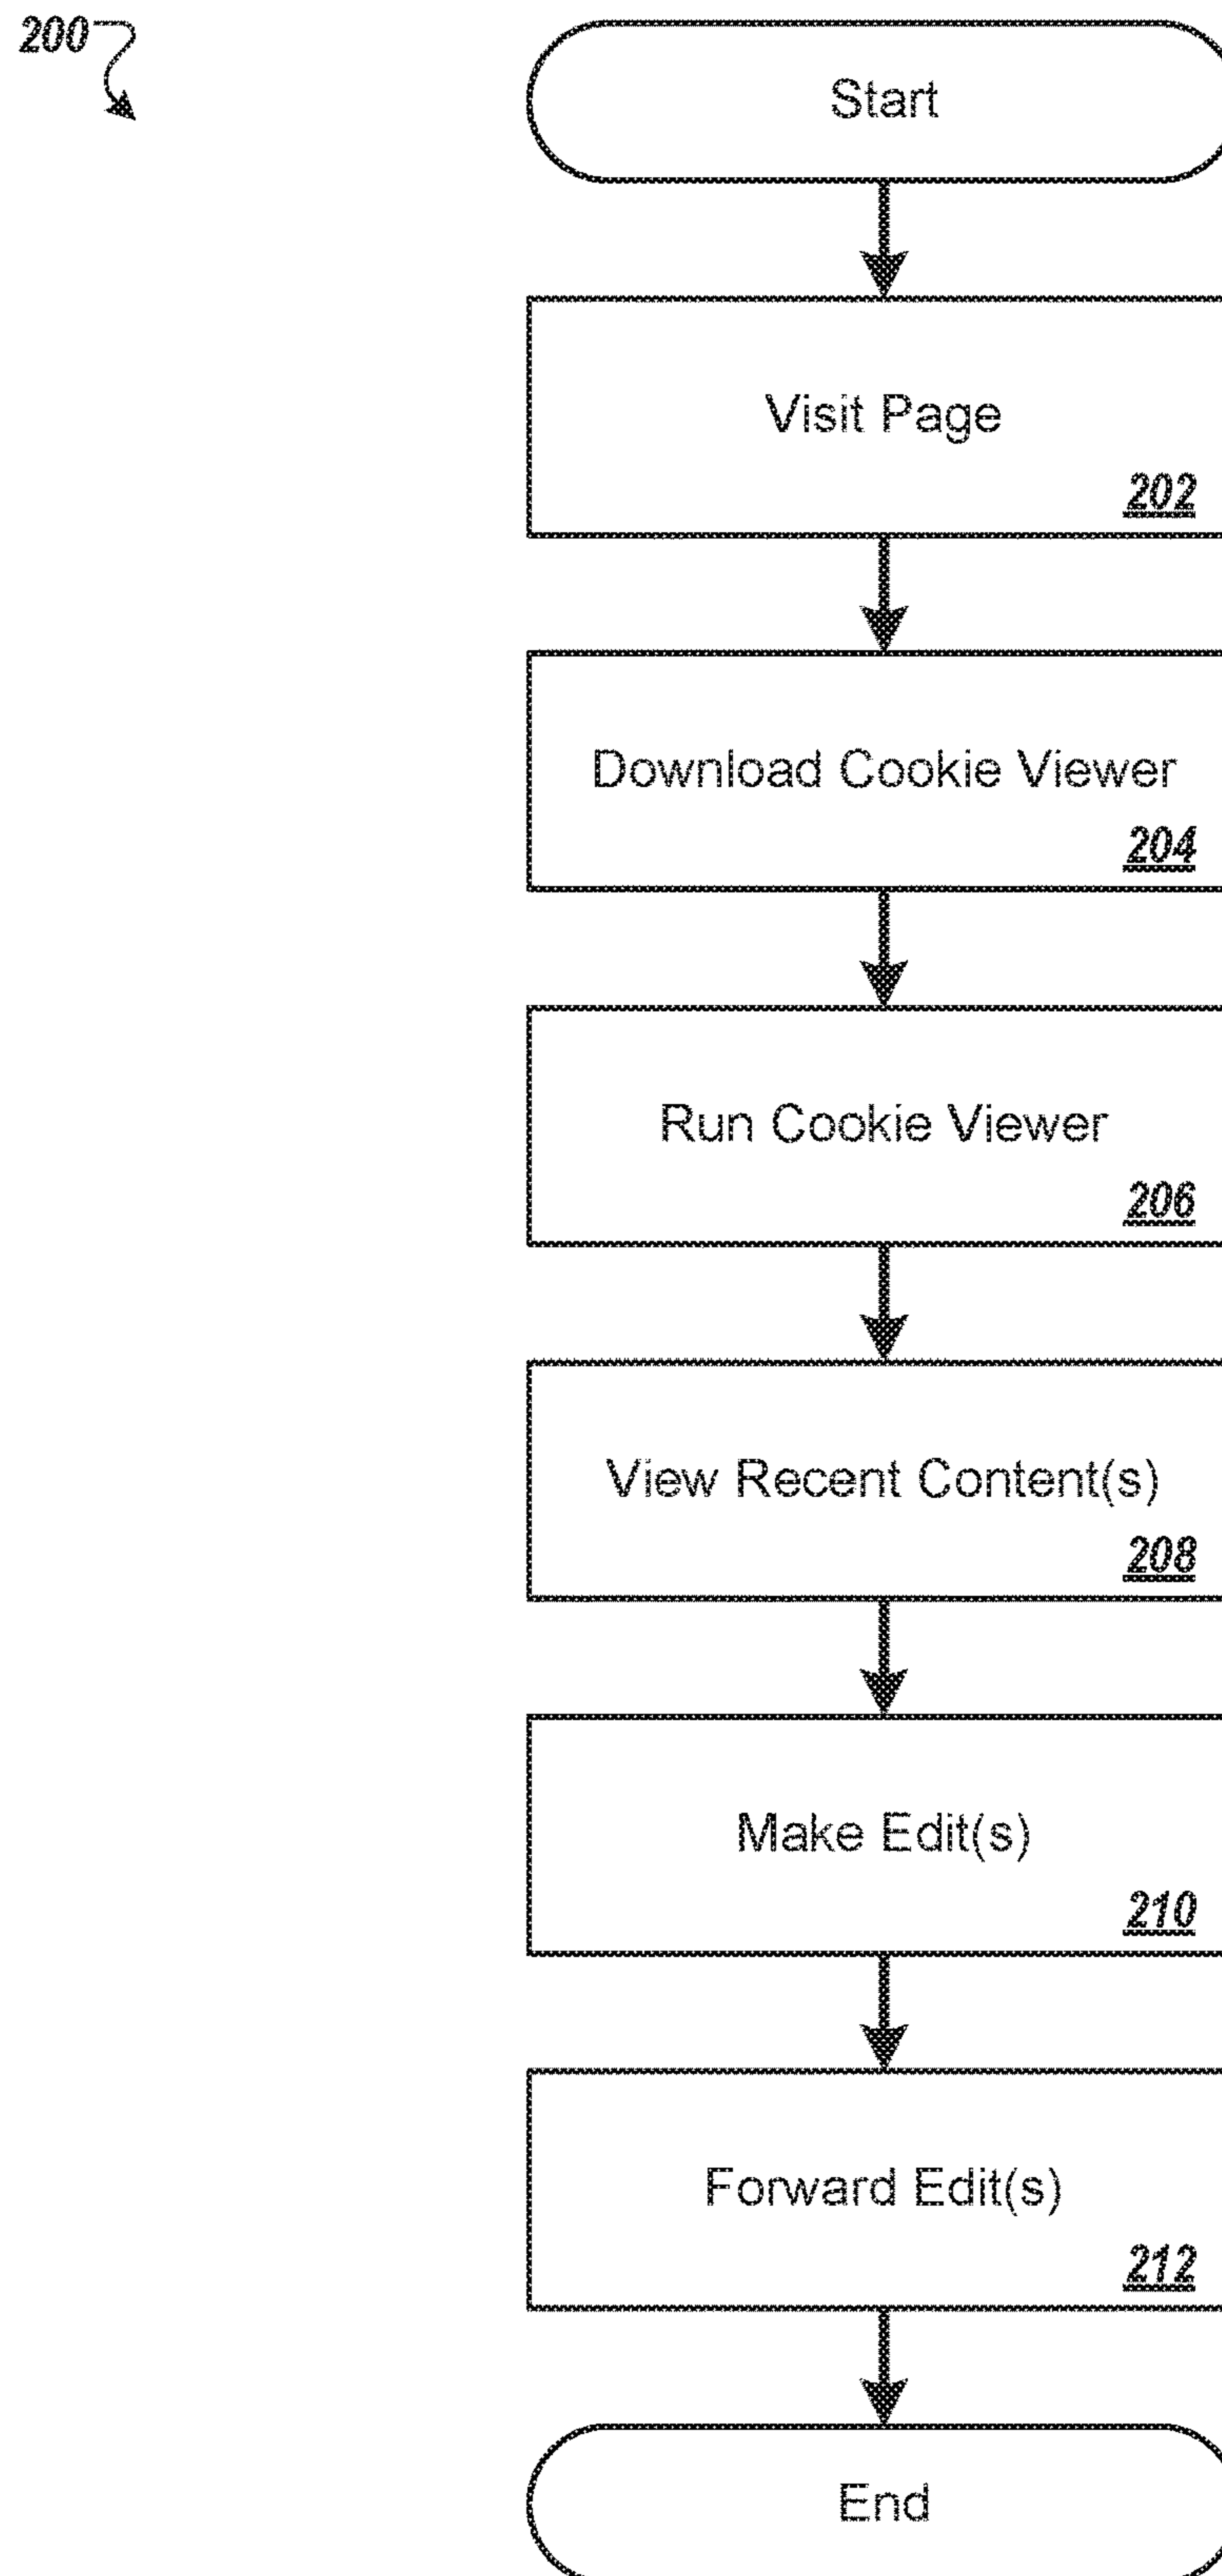 200
Start
Visit Page
202
Download Cookie Viewer
204
Run Cookie Viewer
206
View Recent Content(s)
208
Make Edit(s)
210
Forward Edit(s)
212
End